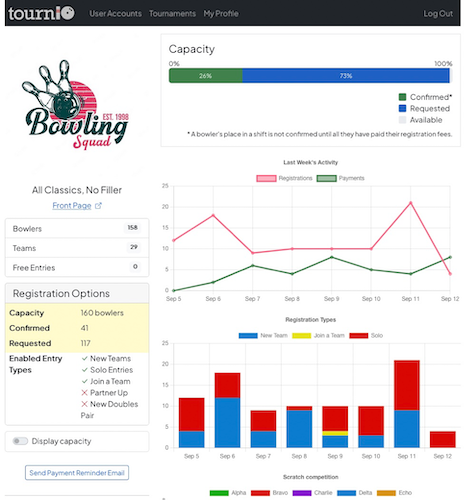 tournio
User Accounts Tournaments My Profile Log Out
EST. 1998
Bowling
Squad
All Classics, No Filler
Front Page
Bowlers 158
Teams 29
Free Entries 0
Registration Options
Capacity 160 bowlers
Confirmed 41
Requested 117
Enabled Entry Types
✓ New Teams
✓ Solo Entries
✓ Join a Team
✕ Partner Up
✕ New Doubles Pair
Display capacity
Send Payment Reminder Email
Capacity
0% 100%
26% 73%
Confirmed*
Requested
Available
* A bowler's place in a shift is not confirmed until all they have paid their registration fees.
Last Week's Activity
Registrations Payments
25
20
15
10
5
0
Sep 5 Sep 6 Sep 7 Sep 8 Sep 9 Sep 10 Sep 11 Sep 12
Registration Types
New Team Join a Team Solo
25
20
15
10
5
0
Sep 5 Sep 6 Sep 7 Sep 8 Sep 9 Sep 10 Sep 11 Sep 12
Scratch competition
Alpha Bravo Charlie Delta Echo